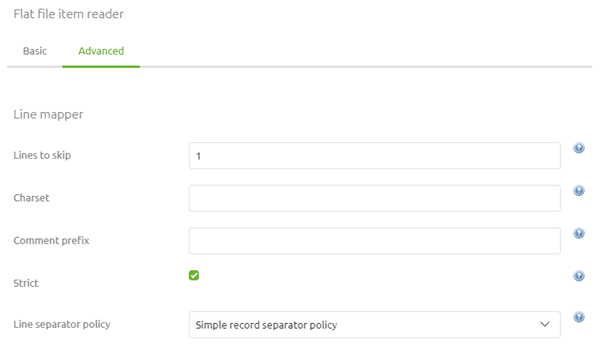 Flat file item reader
Basic Advanced
Line mapper
Lines to skip 1
Charset
Comment prefix
Strict
Line separator policy Simple record separator policy